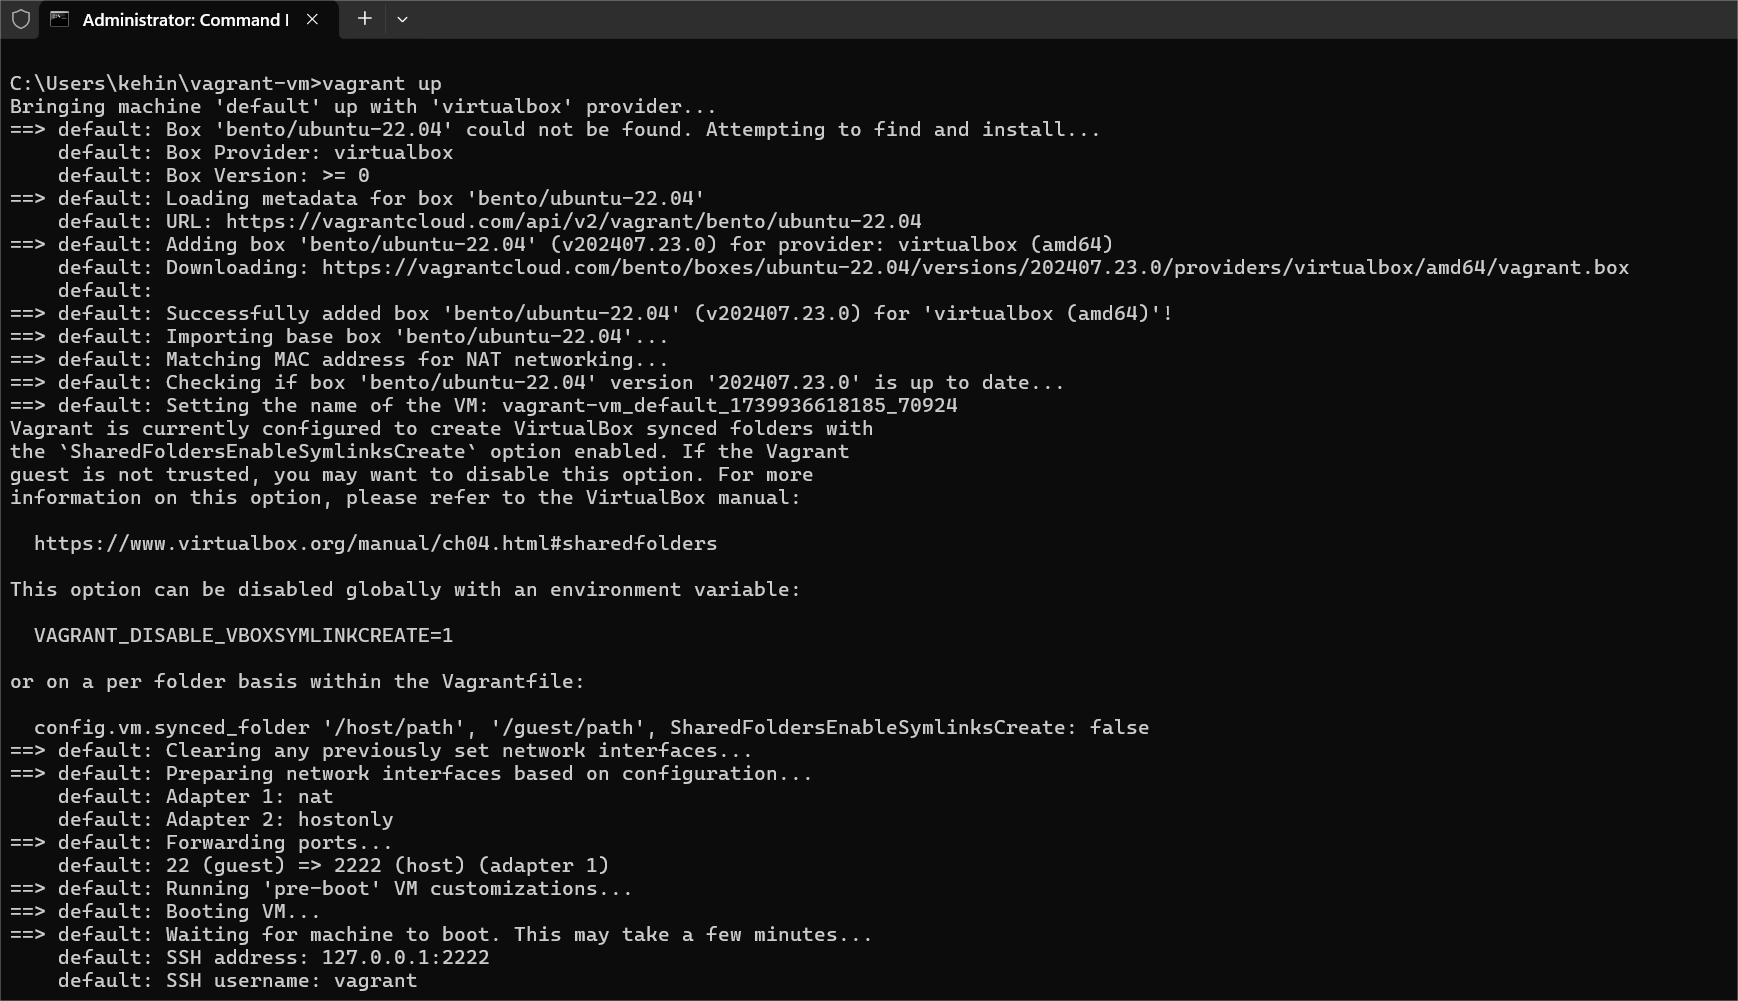 Administrator: Command
C:\Users\kehin\vagrant-vm>vagrant up
Bringing machine 'default' up with 'virtualbox' provider...
==> default: Box 'bento/ubuntu-22.04' could not be found. Attempting to find and install...
    default: Box Provider: virtualbox
    default: Box Version: >= 0
==> default: Loading metadata for box 'bento/ubuntu-22.04'
    default: URL: https://vagrantcloud.com/api/v2/vagrant/bento/ubuntu-22.04
==> default: Adding box 'bento/ubuntu-22.04' (v202407.23.0) for provider: virtualbox (amd64)
    default: Downloading: https://vagrantcloud.com/bento/boxes/ubuntu-22.04/versions/202407.23.0/providers/virtualbox/amd64/vagrant.box
    default:
==> default: Successfully added box 'bento/ubuntu-22.04' (v202407.23.0) for 'virtualbox (amd64)'!
==> default: Importing base box 'bento/ubuntu-22.04'...
==> default: Matching MAC address for NAT networking...
==> default: Checking if box 'bento/ubuntu-22.04' version '202407.23.0' is up to date...
==> default: Setting the name of the VM: vagrant-vm_default_1739936618185_70924
Vagrant is currently configured to create VirtualBox synced folders with
the `SharedFoldersEnableSymlinksCreate` option enabled. If the Vagrant
guest is not trusted, you may want to disable this option. For more
information on this option, please refer to the VirtualBox manual:

  https://www.virtualbox.org/manual/ch04.html#sharedfolders

This option can be disabled globally with an environment variable:

  VAGRANT_DISABLE_VBOXSYMLINKCREATE=1

or on a per folder basis within the Vagrantfile:

  config.vm.synced_folder '/host/path', '/guest/path', SharedFoldersEnableSymlinksCreate: false
==> default: Clearing any previously set network interfaces...
==> default: Preparing network interfaces based on configuration...
    default: Adapter 1: nat
    default: Adapter 2: hostonly
==> default: Forwarding ports...
    default: 22 (guest) => 2222 (host) (adapter 1)
==> default: Running 'pre-boot' VM customizations...
==> default: Booting VM...
==> default: Waiting for machine to boot. This may take a few minutes...
    default: SSH address: 127.0.0.1:2222
    default: SSH username: vagrant